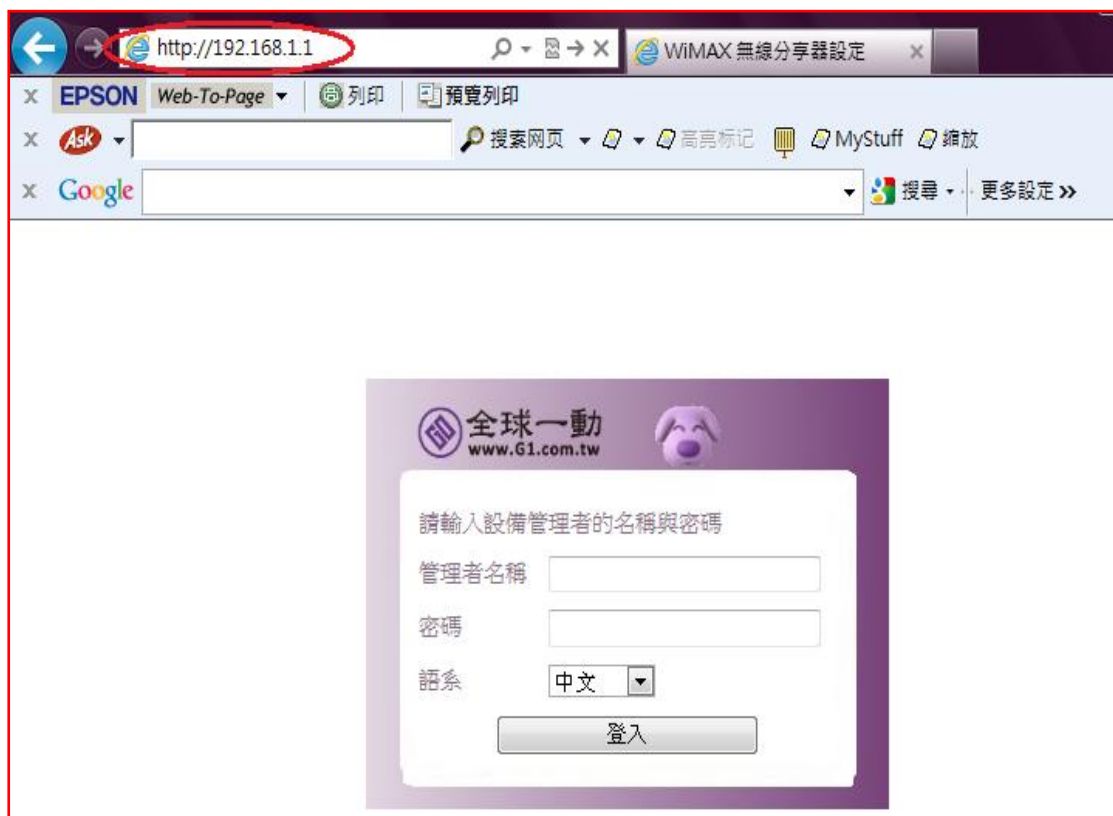 http://192.168.1.1 WiMAX 無線分享器設定
EPSON Web-To-Page 列印 預覽列印
Ask 搜素网页 高亮标记 MyStuff 縮放
Google 搜尋 更多設定
全球一動
www.G1.com.tw
請輸入設備管理者的名稱與密碼
管理者名稱
密碼
語系 中文
登入